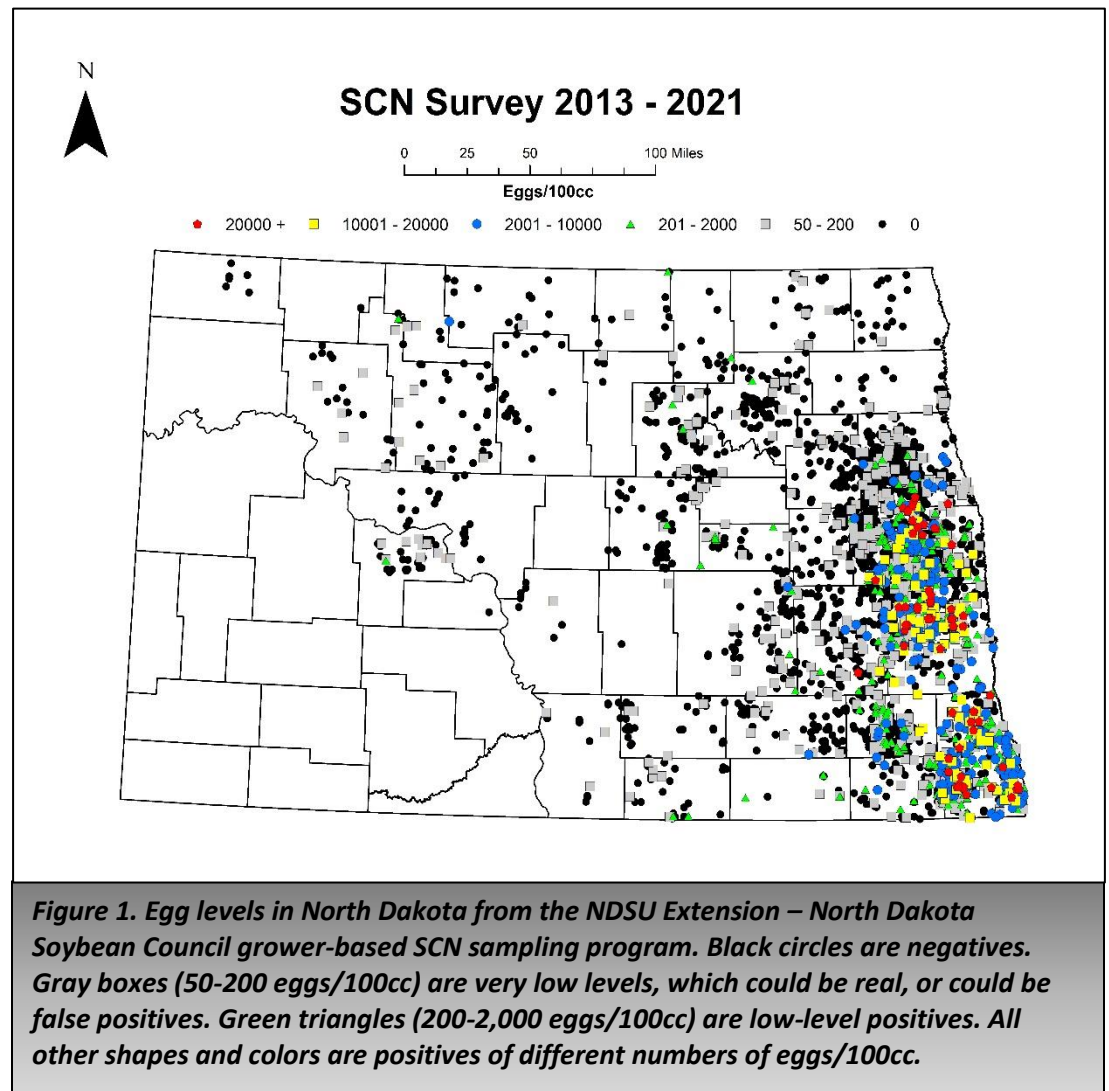 N
SCN Survey 2013 - 2021
0 25 50 100 Miles
Eggs/100cc
20000 + 10001 - 20000 2001 - 10000 201 - 2000 50 - 200 0
Figure 1. Egg levels in North Dakota from the NDSU Extension – North Dakota
Soybean Council grower-based SCN sampling program. Black circles are negatives.
Gray boxes (50-200 eggs/100cc) are very low levels, which could be real, or could be
false positives. Green triangles (200-2,000 eggs/100cc) are low-level positives. All
other shapes and colors are positives of different numbers of eggs/100cc.